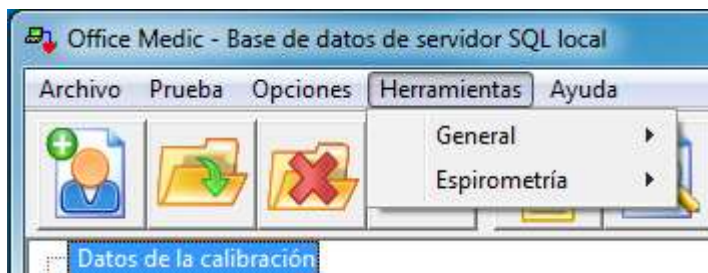 Office Medic - Base de datos de servidor SQL local
Archivo Prueba Opciones Herramientas Ayuda
General
Espirometría
Datos de la calibración